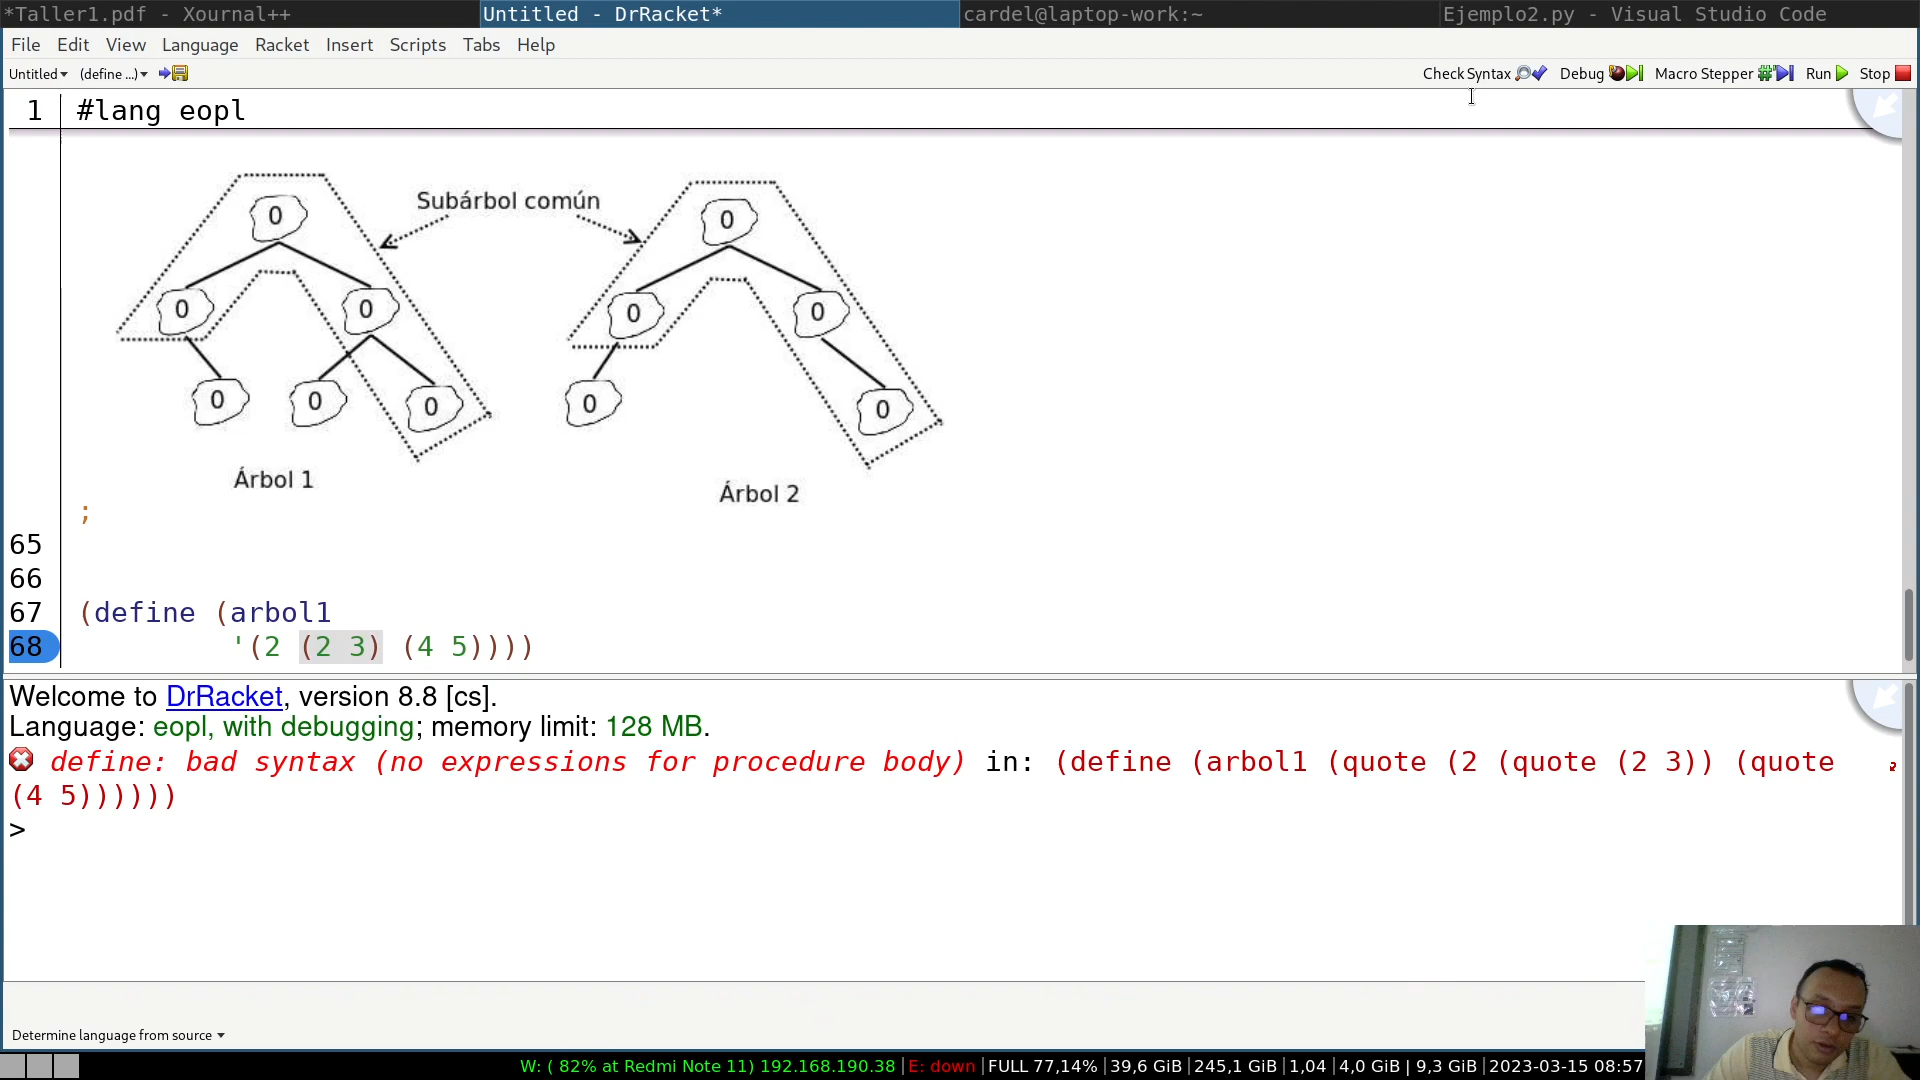 *Taller1.pdf - Xournal++
Untitled - DrRacket*
cardel@laptop-work:~
Ejemplo2.py - Visual Studio Code
File Edit View Language Racket Insert Scripts Tabs Help
Untitled (define ...) Check Syntax Debug Macro Stepper Run Stop
1 #lang eopl
Subárbol común
0 0
0 0 0 0
0 0 0 0 0
Árbol 1
Árbol 2
;
65
66
67 (define (arbol1
68 '(2 (2 3) (4 5))))
Welcome to DrRacket, version 8.8 [cs].
Language: eopl, with debugging; memory limit: 128 MB.
define: bad syntax (no expressions for procedure body) in: (define (arbol1 (quote (2 (quote (2 3)) (quote
(4 5))))))
>
Determine language from source
W: ( 82% at Redmi Note 11) 192.168.190.38 |E: down |FULL 77,14% |39,6 GiB |245,1 GiB |1,04 |4,0 GiB | 9,3 GiB |2023-03-15 08:57